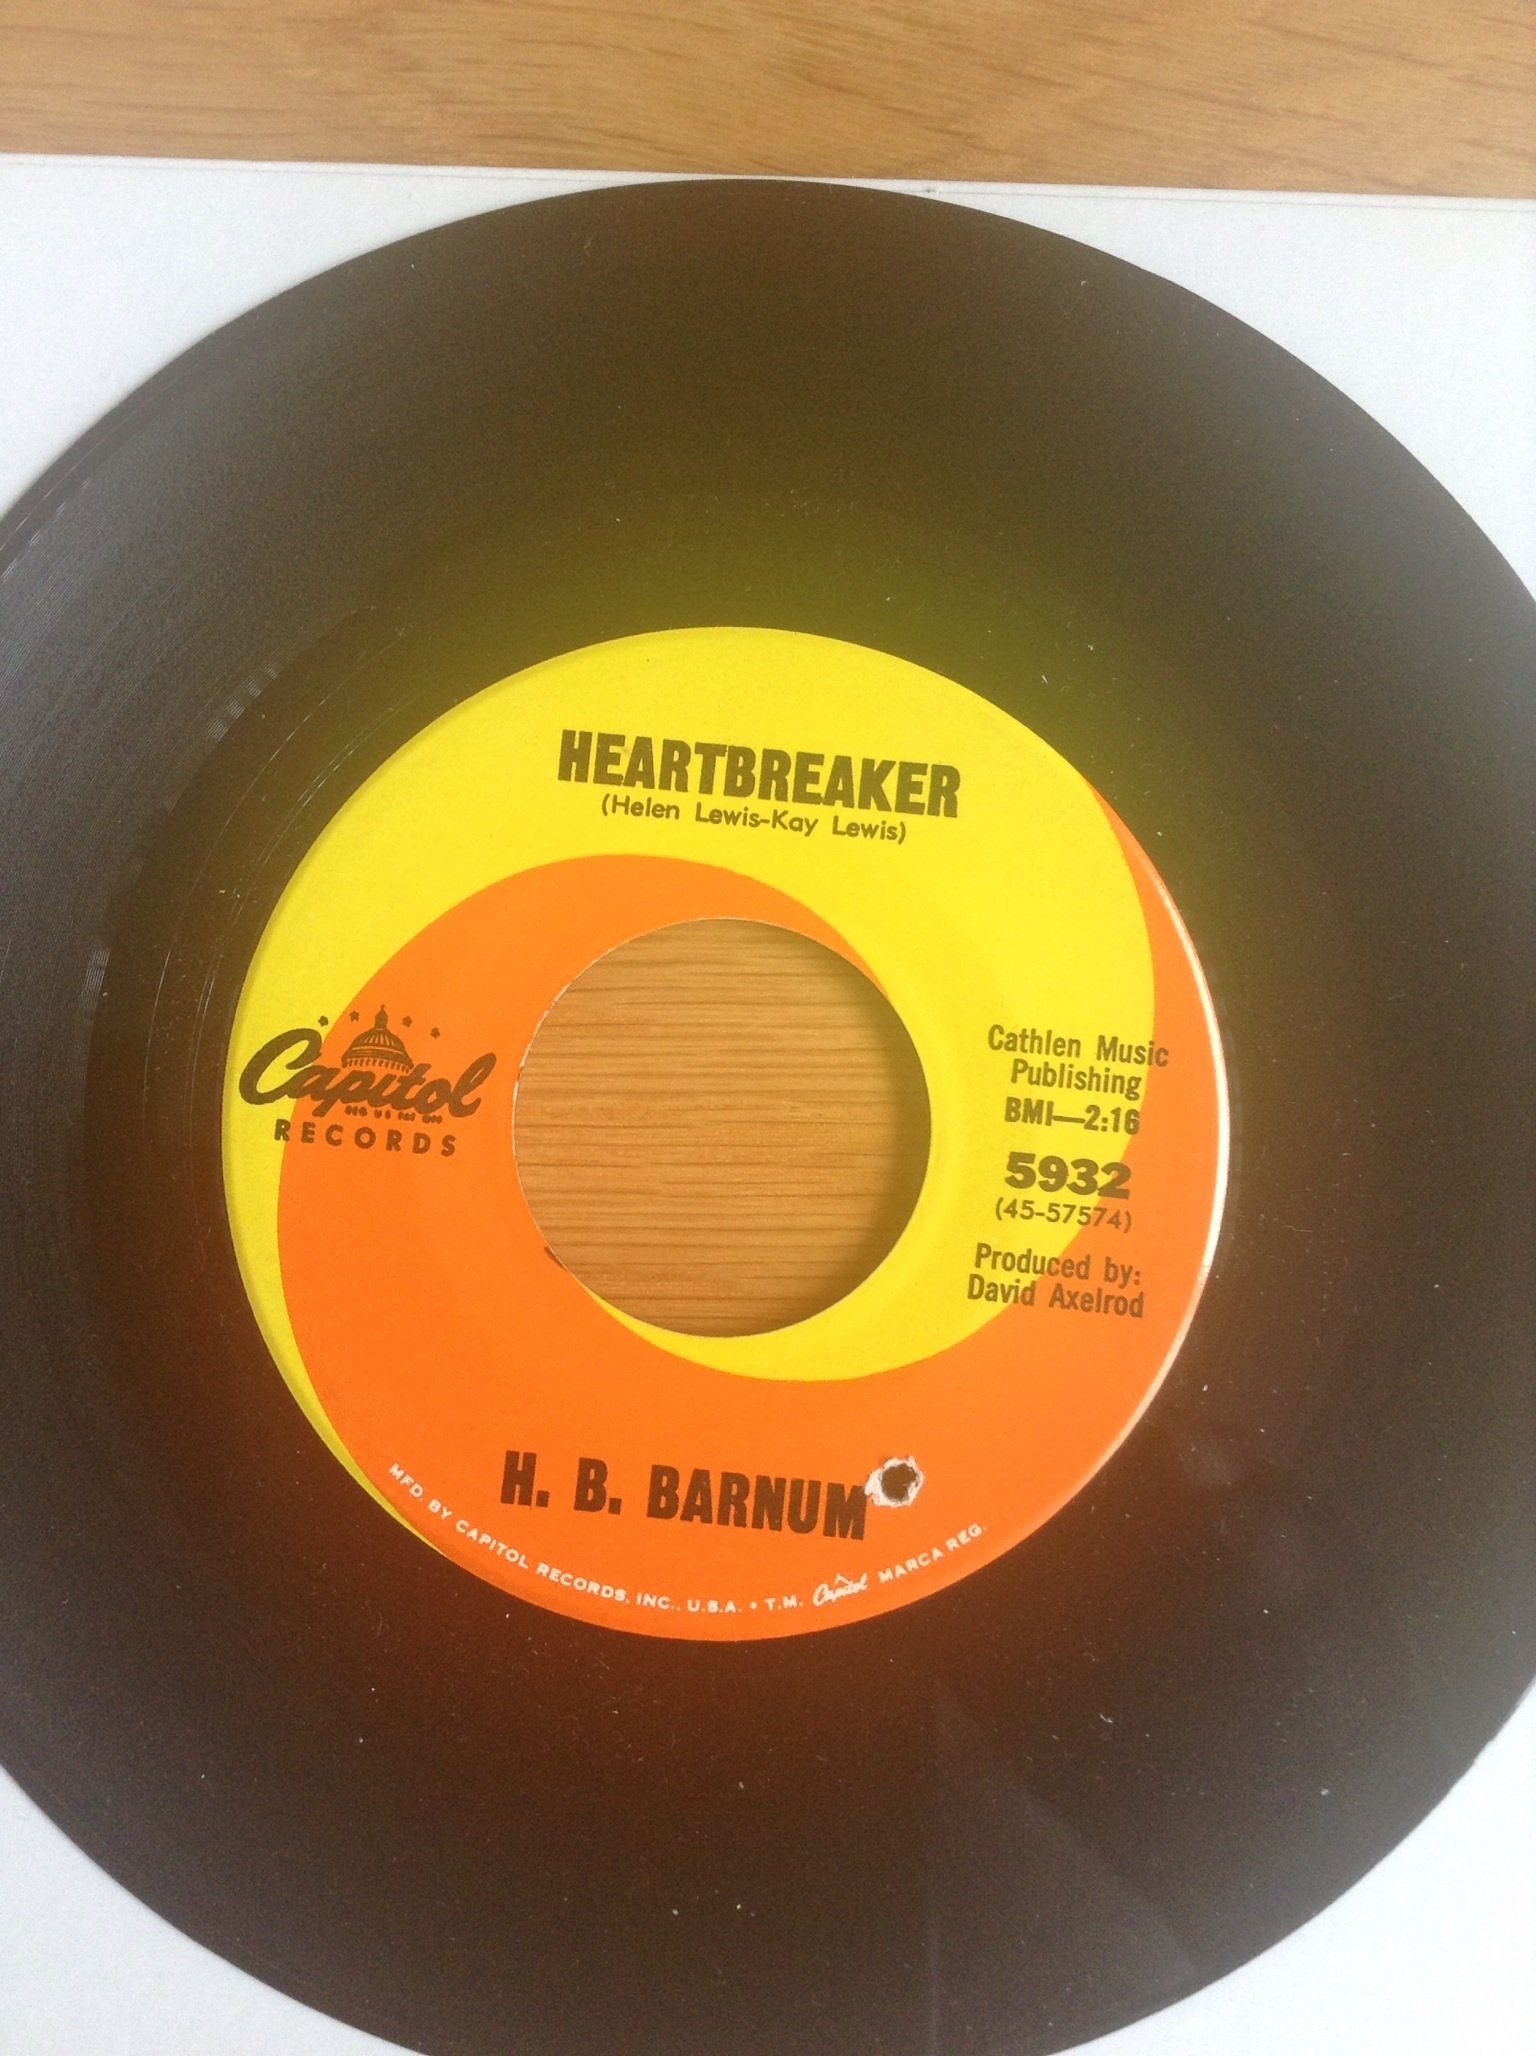 HEARTBREAKER
(Helen Lewis-Kay Lewis)
Capitol
RECORDS
Cathlen Music
Publishing
BMI—2:16
5932
(45-57574)
Produced by:
David Axelrod
H. B. BARNUM
MFD. BY CAPITOL RECORDS, INC., U.S.A. • T.M. Capitol MARCA REG.